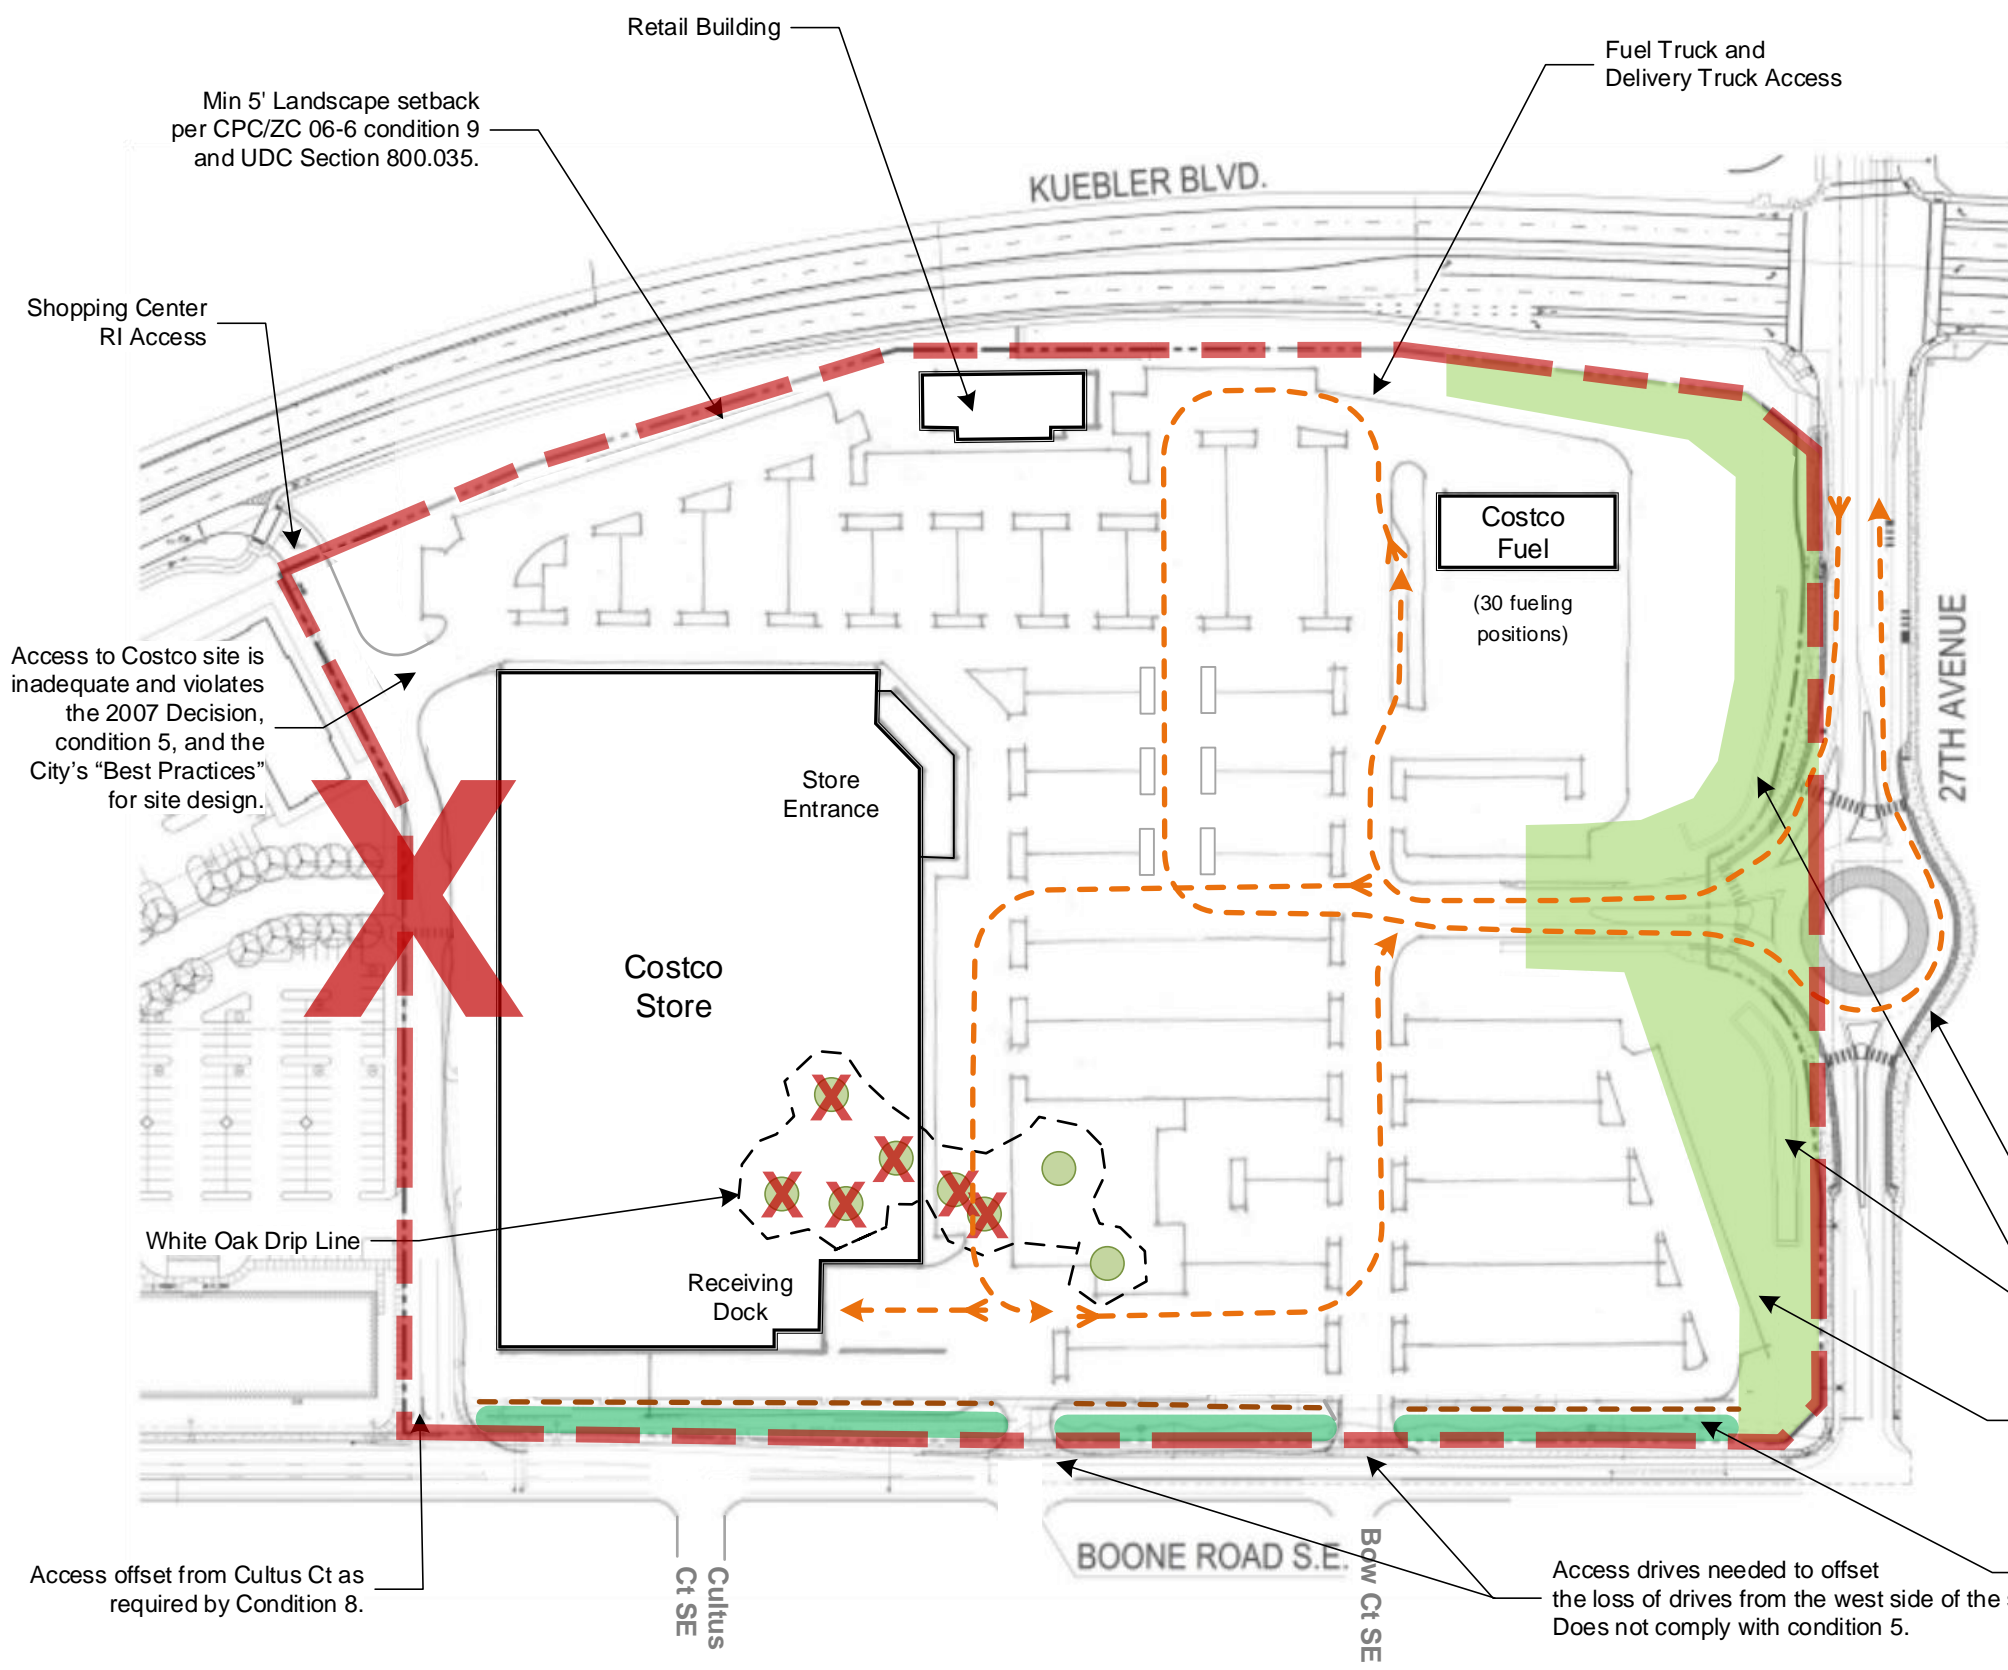 Retail Building
Fuel Truck and
Delivery Truck Access
Min 5' Landscape setback
per CPC/ZC 06-6 condition 9
and UDC Section 800.035.
KUEBLER BLVD.
Shopping Center
RI Access
Costco
Fuel
(30 fueling
positions)
27TH AVENUE
Access to Costco site is
inadequate and violates
the 2007 Decision,
condition 5, and the
City's “Best Practices”
for site design.
X
Store
Entrance
Costco
Store
X
X
X
X
X
X
White Oak Drip Line
Receiving
Dock
BOONE ROAD S.E.
Cultus
Ct SE
Bow Ct SE
Access offset from Cultus Ct as
required by Condition 8.
Access drives needed to offset
the loss of drives from the west side of the
Does not comply with condition 5.